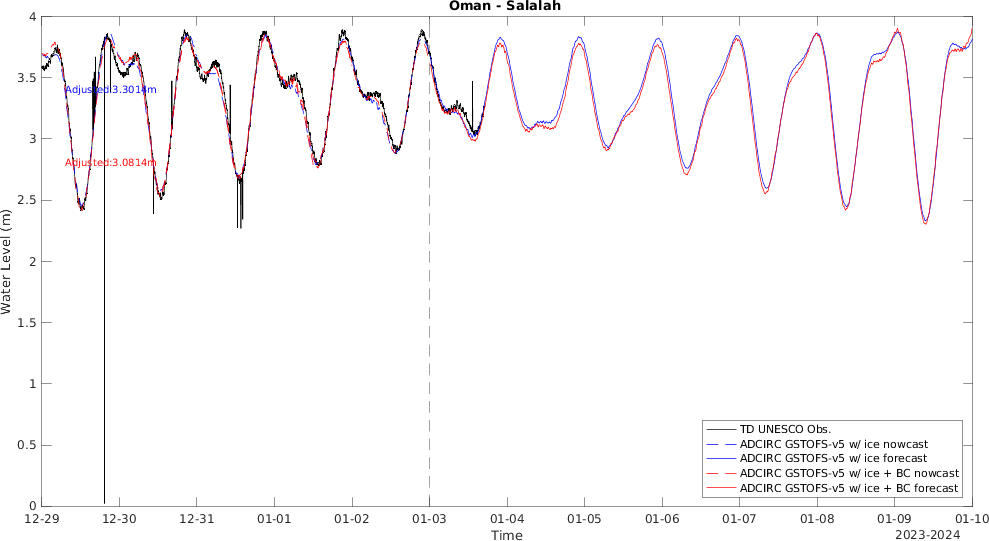 Oman - Salalah
4
3.5
3
2.5
2
1.5
1
0.5
0
Water Level (m)
Adjusted:3.3014m
Adjusted:3.0814m
TD UNESCO Obs.
ADCIRC GSTOFS-v5 w/ ice nowcast
ADCIRC GSTOFS-v5 w/ ice forecast
ADCIRC GSTOFS-v5 w/ ice + BC nowcast
ADCIRC GSTOFS-v5 w/ ice + BC forecast
12-29 12-30 12-31 01-01 01-02 01-03 01-04 01-05 01-06 01-07 01-08 01-09 01-10
Time
2023-2024